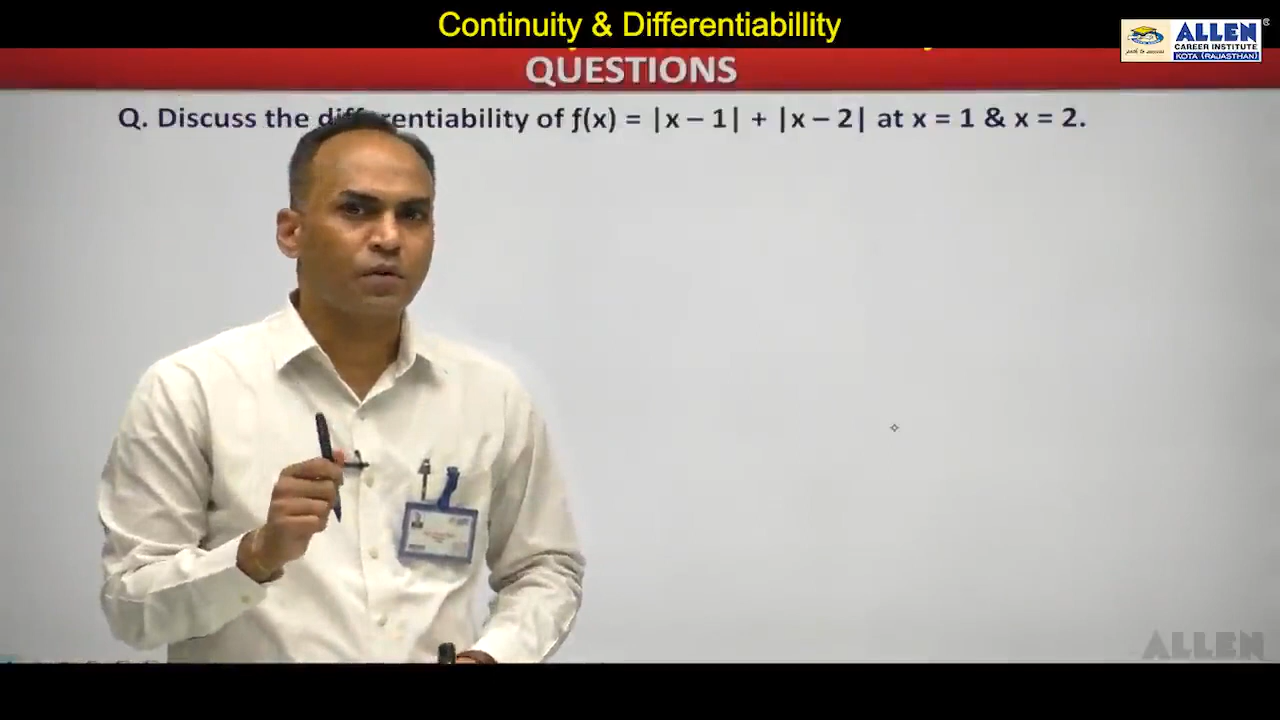 Continuity & Differentiabillity
ALLEN
CAREER INSTITUTE
KOTA (RAJASTHAN)
QUESTIONS
Q. Discuss the differentiability of f(x) = |x – 1| + |x – 2| at x = 1 & x = 2.
ALLEN